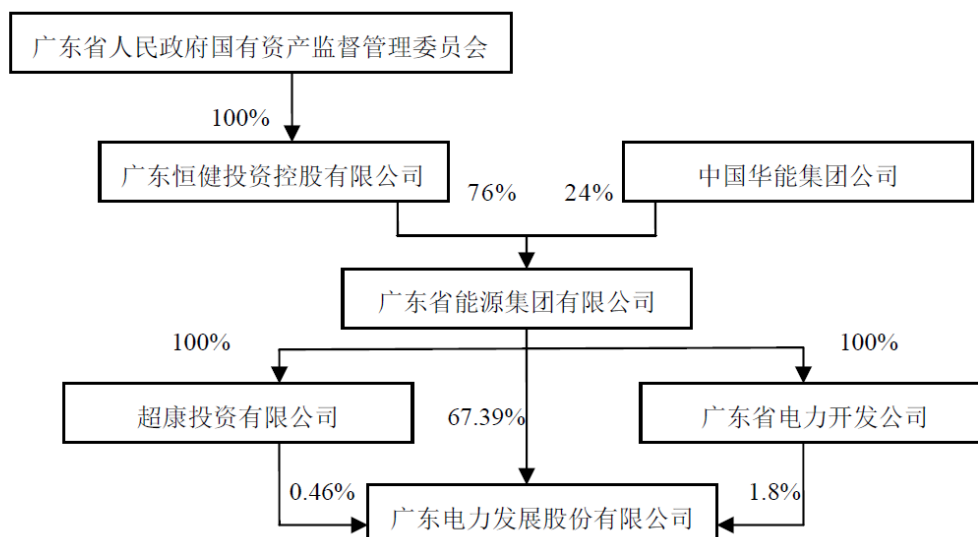 广东省人民政府国有资产监督管理委员会
100%
广东恒健投资控股有限公司
中国华能集团公司
76%
24%
广东省能源集团有限公司
100%
100%
超康投资有限公司
67.39%
广东省电力开发公司
0.46%
1.8%
广东电力发展股份有限公司